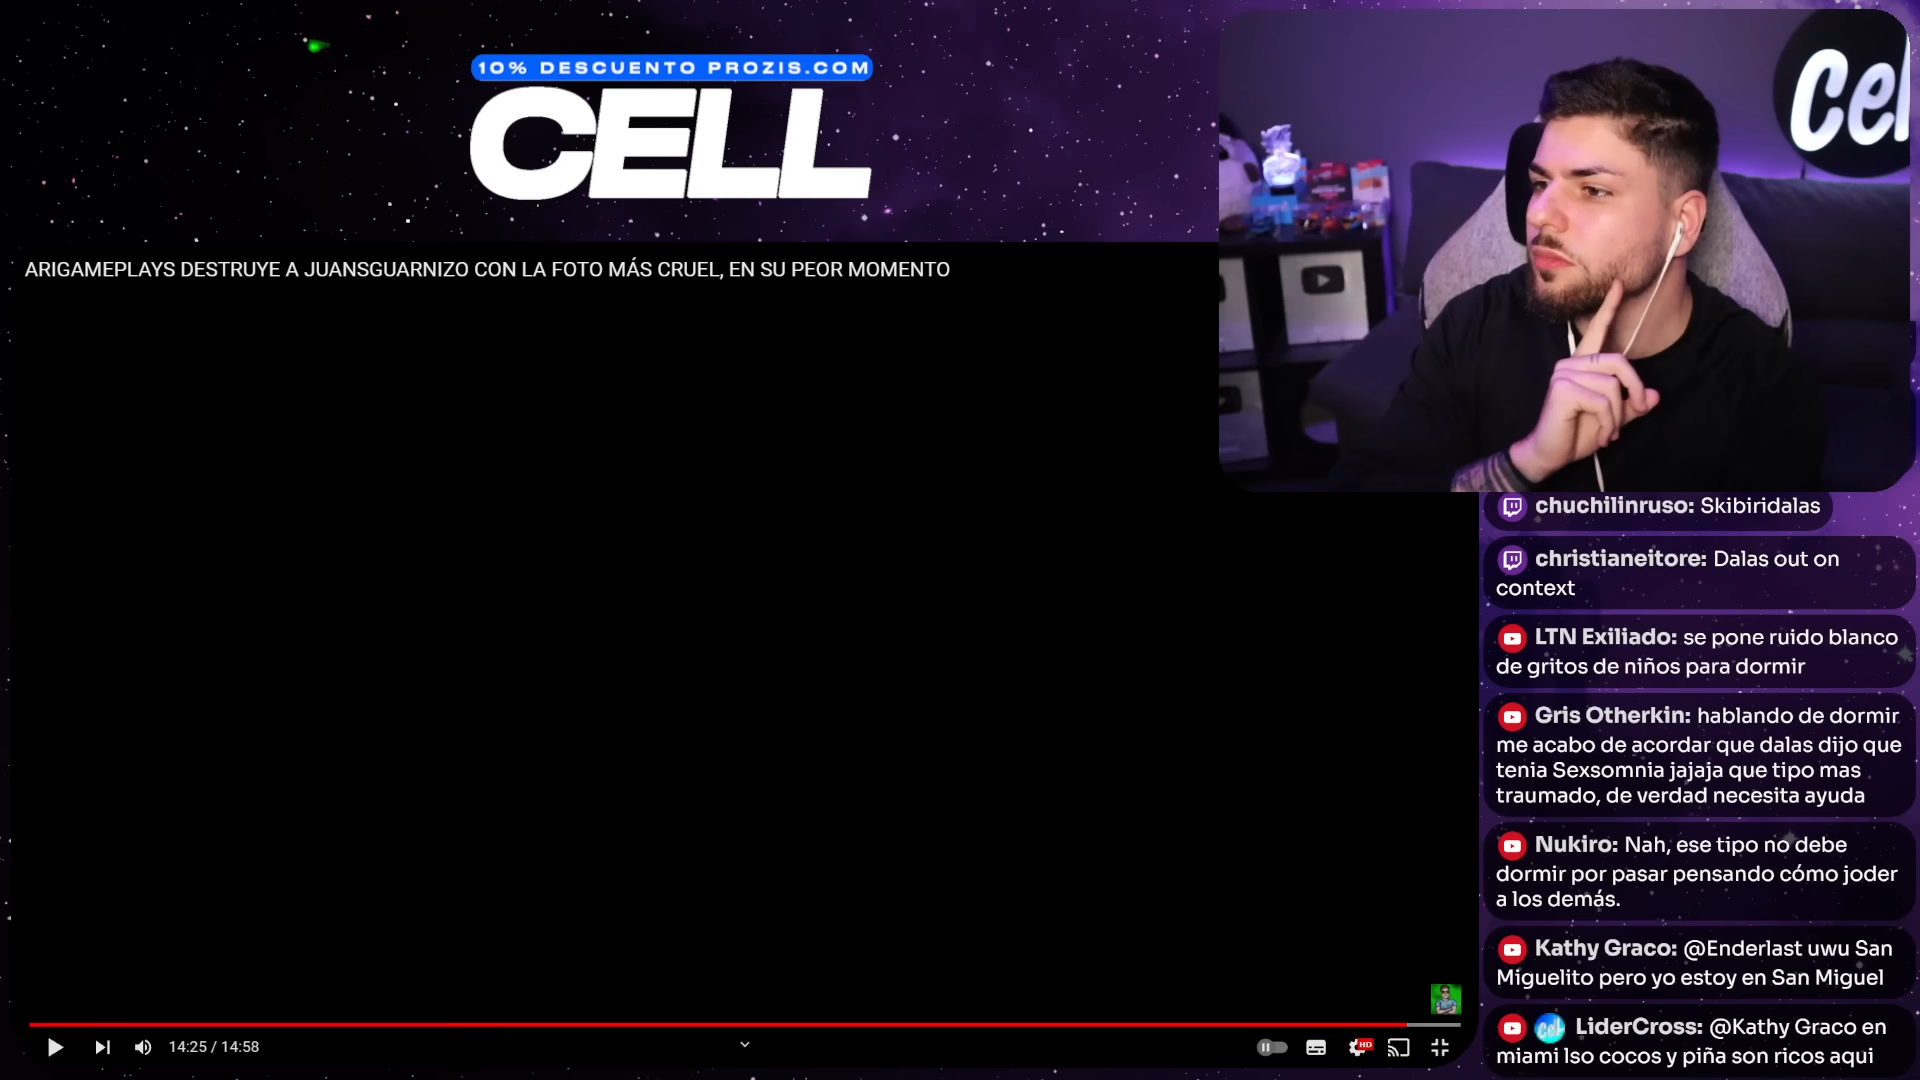 10% DESCUENTO PROZIS.COM
CELL
Cel
ARIGAMEPLAYS DESTRUYE A JUANSGUARNIZO CON LA FOTO MÁS CRUEL, EN SU PEOR MOMENTO
chuchilinruso: Skibiridalas
christianeitore: Dalas out on
context
LTN Exiliado: se pone ruido blanco
de gritos de niños para dormir
Gris Otherkin: hablando de dormir
me acabo de acordar que dalas dijo que
tenia Sexsomnia jajaja que tipo mas
traumado, de verdad necesita ayuda
Nukiro: Nah, ese tipo no debe
dormir por pasar pensando cómo joder
a los demás.
Kathy Graco: @Enderlast uwu San
Miguelito pero yo estoy en San Miguel
Cel LiderCross: @Kathy Graco en
miami lso cocos y piña son ricos aqui
14:25 / 14:58
HD